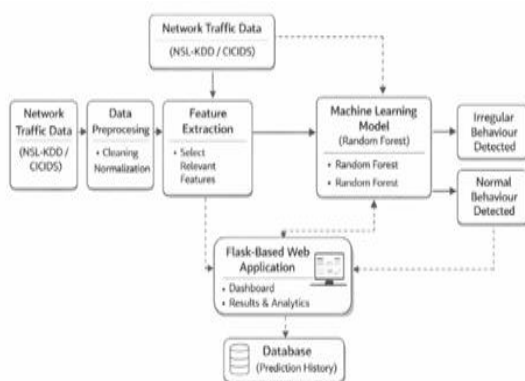 Network Traffic Data
(NSL-KDD / CICIDS)
Network
Traffic Data
(NSL-KDD /
CICIDS)
Data
Preprocesing
• Cleaning
Normalization
Feature
Extraction
• Select
Relevant
Features
Machine Learning
Model
(Random Forest)
• Random Forest
• Random Forest
Irregular
Behaviour
Detected
Normal
Behaviour
Detected
Flask-Based Web
Application
• Dashboard
• Results & Analytics
Database
(Prediction History)